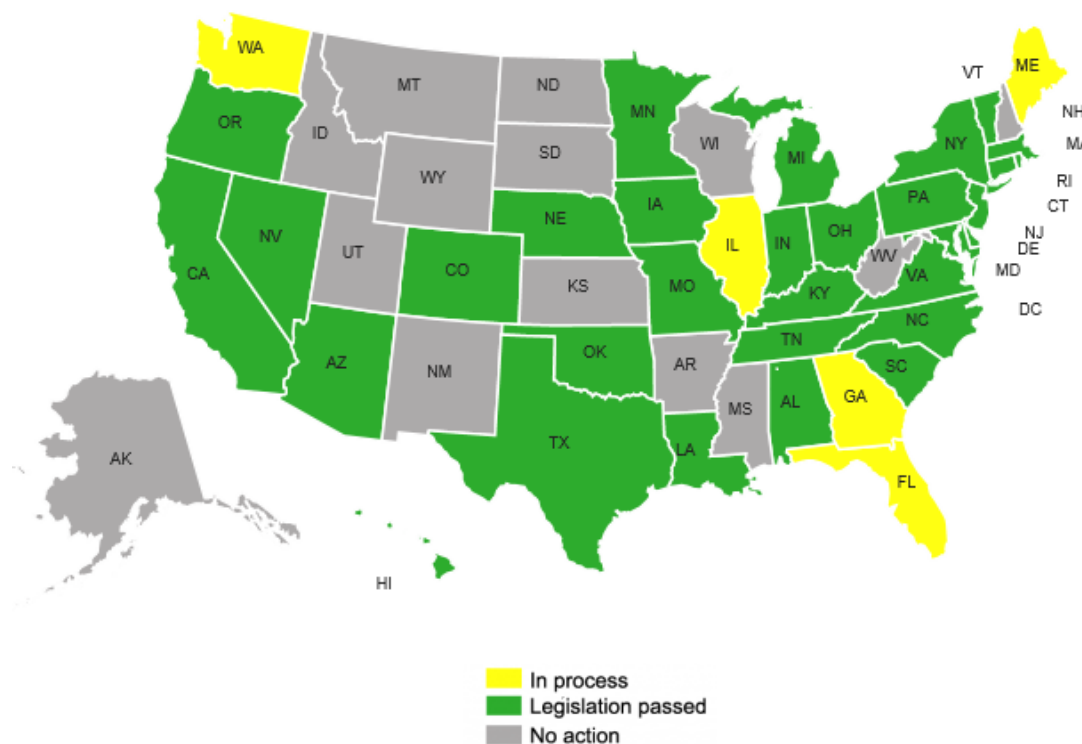 WA
ME
VT
MT
ND
MN
NH
OR
ID
SD
WI
MI
NY
MA
WY
RI
CT
PA
IA
NE
NV
IL
IN
OH
NJ
DE
UT
CO
WV
VA
MD
CA
KS
MO
KY
DC
NC
TN
AZ
NM
OK
AR
SC
MS
AL
GA
TX
LA
AK
FL
HI
In process
Legislation passed
No action